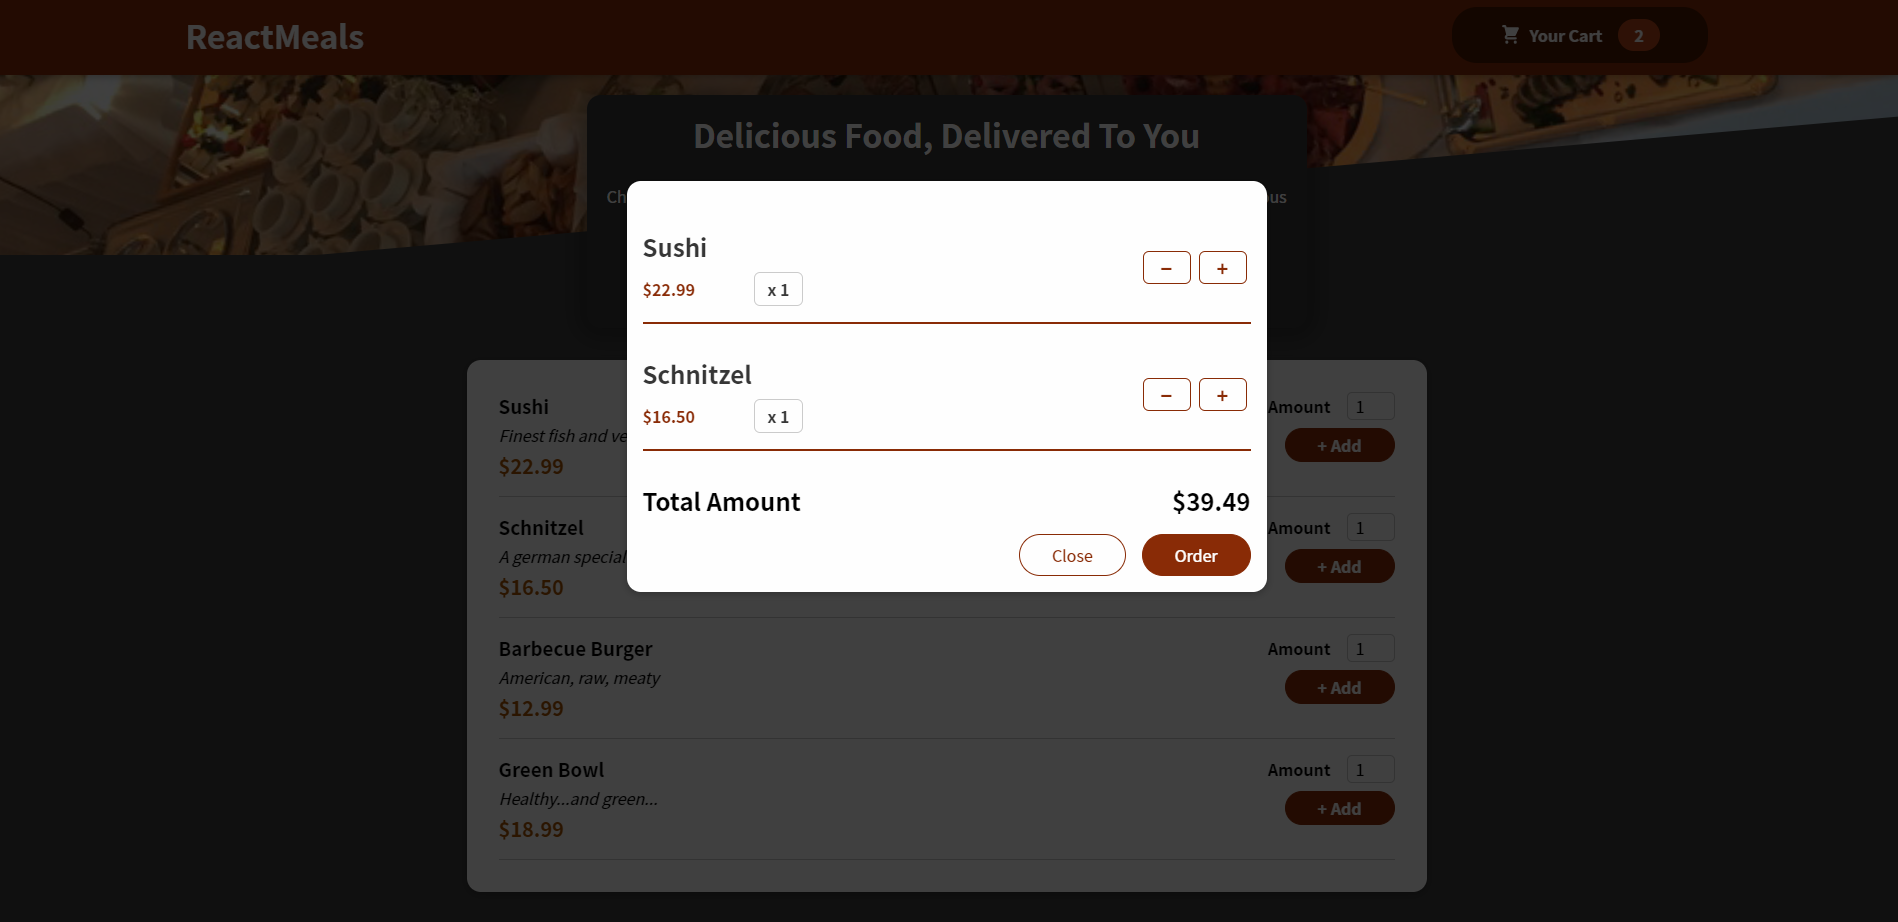 ReactMeals
Your Cart 2
Delicious Food, Delivered To You
Sushi
$22.99 x 1
− +
Schnitzel
$16.50 x 1
− +
Total Amount $39.49
Close Order
Sushi
Finest fish and
$22.99
Amount 1
+ Add
Schnitzel
A german
$16.50
Amount 1
+ Add
Barbecue Burger
American, raw, meaty
$12.99
Amount 1
+ Add
Green Bowl
Healthy...and green...
$18.99
Amount 1
+ Add